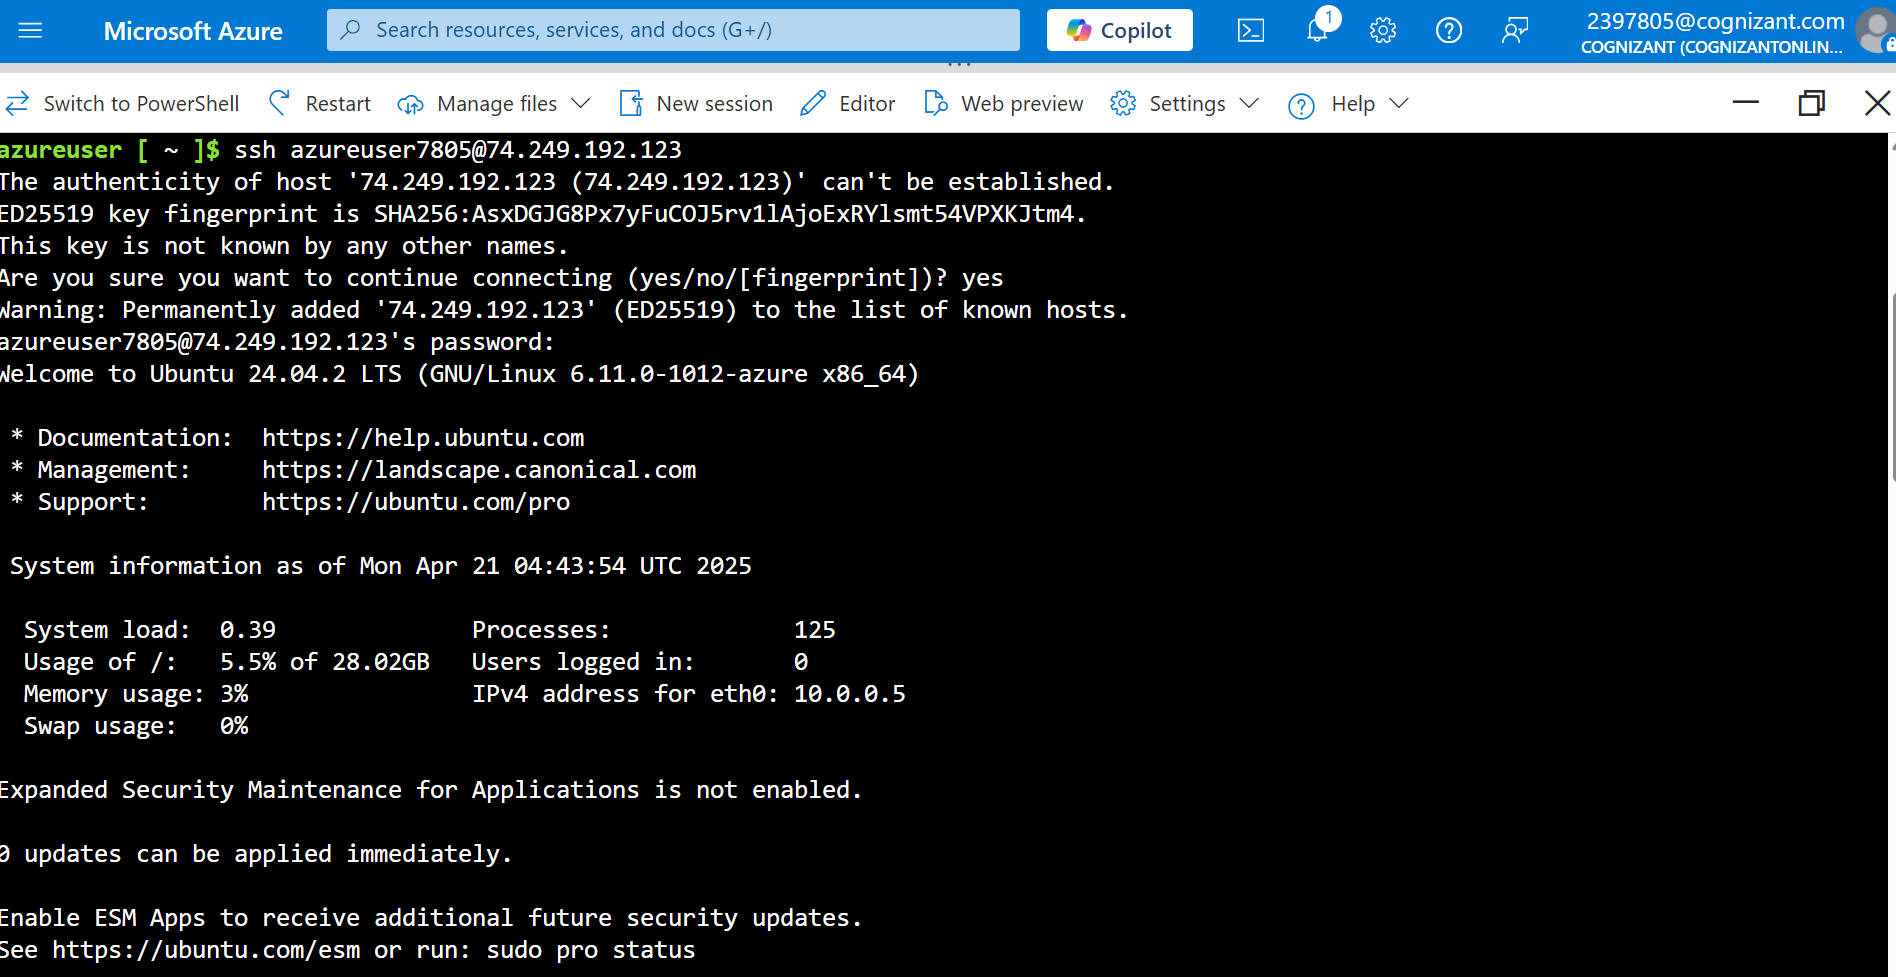 Microsoft Azure
Search resources, services, and docs (G+/)
Copilot
1
2397805@cognizant.com
COGNIZANT (COGNIZANTONLIN...
Switch to PowerShell Restart Manage files New session Editor Web preview Settings Help
azureuser [ ~ ]$ ssh azureuser7805@74.249.192.123
The authenticity of host '74.249.192.123 (74.249.192.123)' can't be established.
ED25519 key fingerprint is SHA256:AsxDGJG8Px7yFuCOJ5rv1lAjoExRYlsmt54VPXKJtm4.
This key is not known by any other names.
Are you sure you want to continue connecting (yes/no/[fingerprint])? yes
Warning: Permanently added '74.249.192.123' (ED25519) to the list of known hosts.
azureuser7805@74.249.192.123's password:
Welcome to Ubuntu 24.04.2 LTS (GNU/Linux 6.11.0-1012-azure x86_64)
* Documentation: https://help.ubuntu.com
* Management: https://landscape.canonical.com
* Support: https://ubuntu.com/pro
System information as of Mon Apr 21 04:43:54 UTC 2025
System load: 0.39 Processes: 125
Usage of /: 5.5% of 28.02GB Users logged in: 0
Memory usage: 3% IPv4 address for eth0: 10.0.0.5
Swap usage: 0%
Expanded Security Maintenance for Applications is not enabled.
0 updates can be applied immediately.
Enable ESM Apps to receive additional future security updates.
See https://ubuntu.com/esm or run: sudo pro status